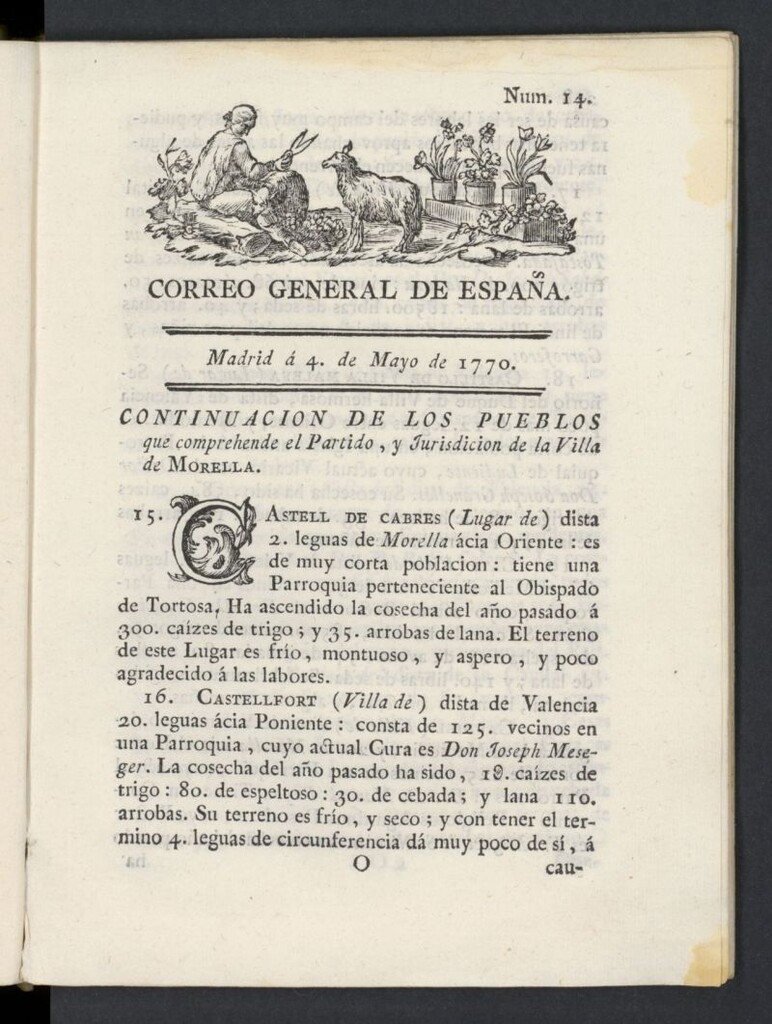 Num. 14.
CORREO GENERAL DE ESPAÑA.
Madrid á 4. de Mayo de 1770.
CONTINUACION DE LOS PUEBLOS
que comprehende el Partido, y Jurisdicion de la Villa
de MORELLA.
15. CASTELL DE CABRES (Lugar de) dista
2. leguas de Morella ácia Oriente: es
de muy corta poblacion: tiene una
Parroquia perteneciente al Obispado
de Tortosa. Ha ascendido la cosecha del año pasado á
300. caízes de trigo; y 35. arrobas de lana. El terreno
de este Lugar es frío, montuoso, y aspero, y poco
agradecido á las labores.
16. CASTELLFORT (Villa de) dista de Valencia
20. leguas ácia Poniente: consta de 125. vecinos en
una Parroquia, cuyo actual Cura es Don Joseph Mese-
ger. La cosecha del año pasado ha sido, caízes de
trigo: 80. de espeltoso: 30. de cebada; y lana 110.
arrobas. Su terreno es frío, y seco; y con tener el ter-
mino 4. leguas de circunferencia dá muy poco de sí, á
O
cau-